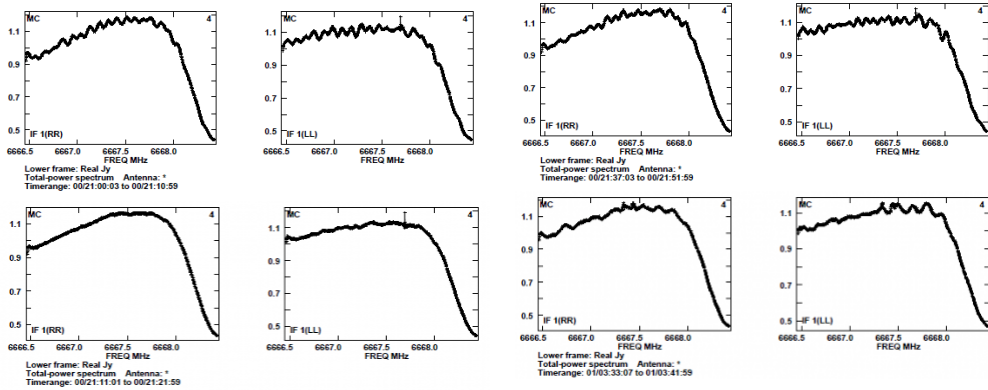 MC 4
1.1
0.9
0.7
0.5
IF 1(RR)
6666.5 6667.0 6667.5 6668.0
FREQ MHz
Lower frame: Real Jy
Total-power spectrum Antenna: *
Timerange: 00/21:00:03 to 00/21:10:59
1.1
0.9
0.7
0.5
IF 1(LL)
6666.5 6667.0 6667.5 6668.0
FREQ MHz
MC 4
1.1
0.9
0.7
0.5
IF 1(RR)
6666.5 6667.0 6667.5 6668.0
FREQ MHz
Lower frame: Real Jy
Total-power spectrum Antenna: *
Timerange: 00/21:37:03 to 00/21:51:59
MC 4
1.1
0.9
0.7
0.5
IF 1(LL)
6666.5 6667.0 6667.5 6668.0
FREQ MHz
MC 4
1.1
0.9
0.7
0.5
IF 1(RR)
6666.5 6667.0 6667.5 6668.0
FREQ MHz
Lower frame: Real Jy
Total-power spectrum Antenna: *
Timerange: 00/21:11:01 to 00/21:21:59
MC 4
1.1
0.9
0.7
0.5
IF 1(LL)
6666.5 6667.0 6667.5 6668.0
FREQ MHz
MC 4
1.1
0.9
0.7
0.5
IF 1(RR)
6666.5 6667.0 6667.5 6668.0
FREQ MHz
Lower frame: Real Jy
Total-power spectrum Antenna: *
Timerange: 01/03:33:07 to 01/03:41:59
MC 4
1.1
0.9
0.7
0.5
IF 1(LL)
6666.5 6667.0 6667.5 6668.0
FREQ MHz